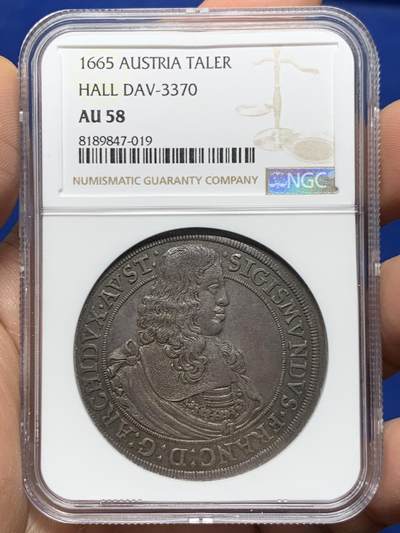 1665 AUSTRIA TALER
HALL DAV-3370
AU 58
8189847-019
NUMISMATIC GUARANTY COMPANY
NGC
SIGISMVNDVS·FRANC:D:G:ARCHIDVX·AVST: